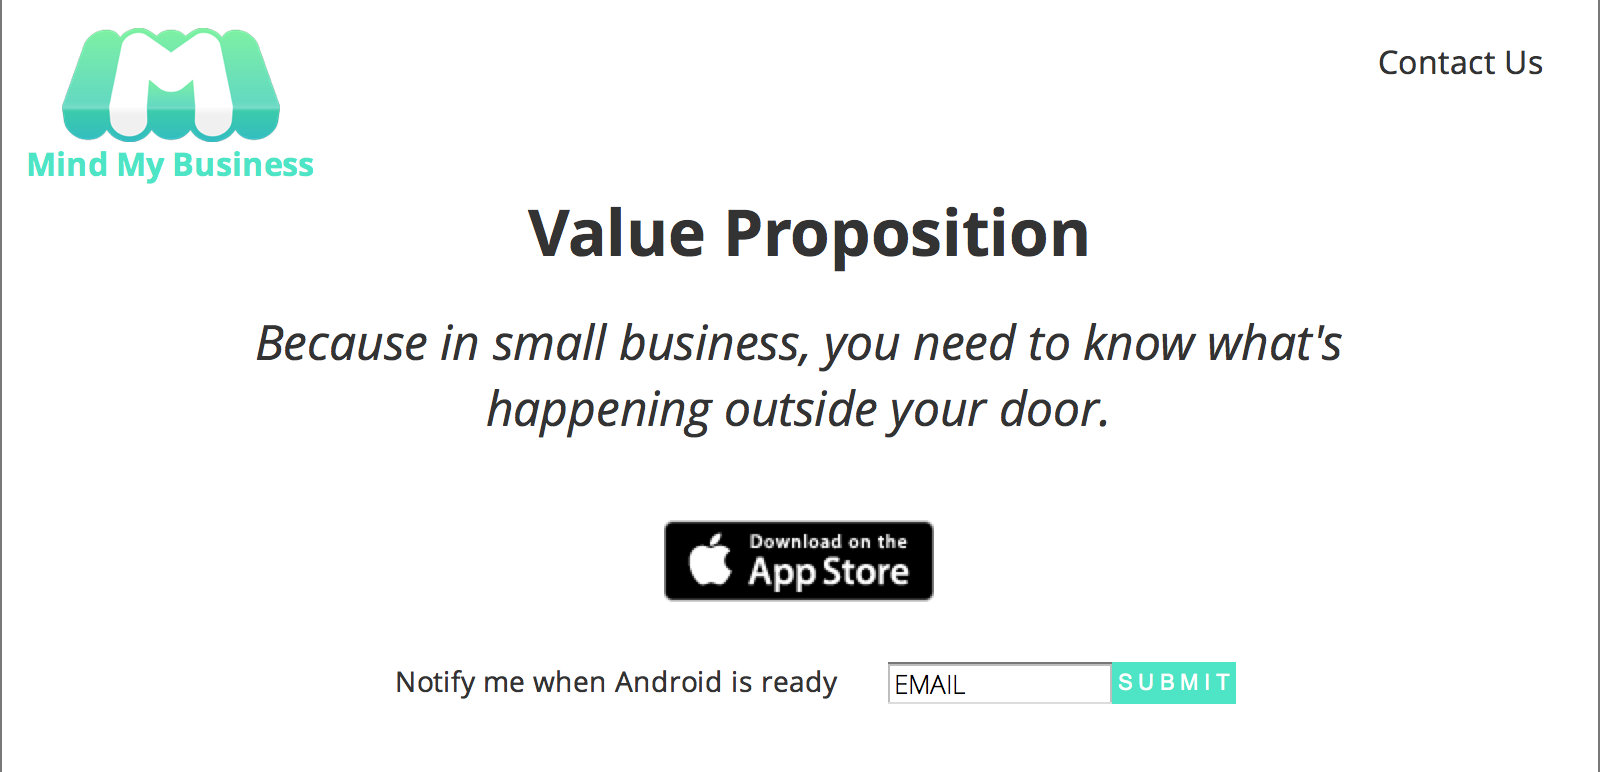 Mind My Business
Contact Us
Value Proposition
Because in small business, you need to know what's
happening outside your door.
Download on the
App Store
Notify me when Android is ready
EMAIL
SUBMIT